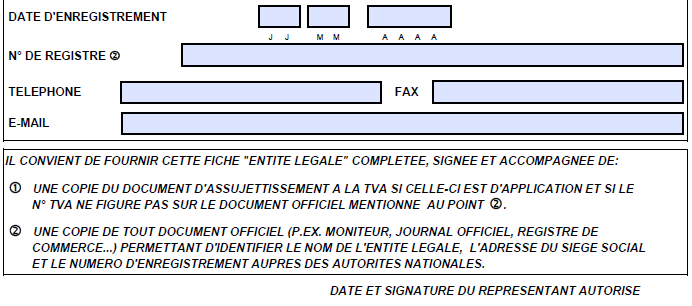 DATE D'ENREGISTREMENT
J J M M A A A A
N° DE REGISTRE ②
TELEPHONE FAX
E-MAIL
IL CONVIENT DE FOURNIR CETTE FICHE "ENTITE LEGALE" COMPLETEE, SIGNEE ET ACCOMPAGNEE DE:
① UNE COPIE DU DOCUMENT D'ASSUJETTISSEMENT A LA TVA SI CELLE-CI EST D'APPLICATION ET SI LE
N° TVA NE FIGURE PAS SUR LE DOCUMENT OFFICIEL MENTIONNE AU POINT ②.
② UNE COPIE DE TOUT DOCUMENT OFFICIEL (P.EX. MONITEUR, JOURNAL OFFICIEL, REGISTRE DE
COMMERCE...) PERMETTANT D'IDENTIFIER LE NOM DE L'ENTITE LEGALE, L'ADRESSE DU SIEGE SOCIAL
ET LE NUMERO D'ENREGISTREMENT AUPRES DES AUTORITES NATIONALES.
DATE ET SIGNATURE DU REPRESENTANT AUTORISE